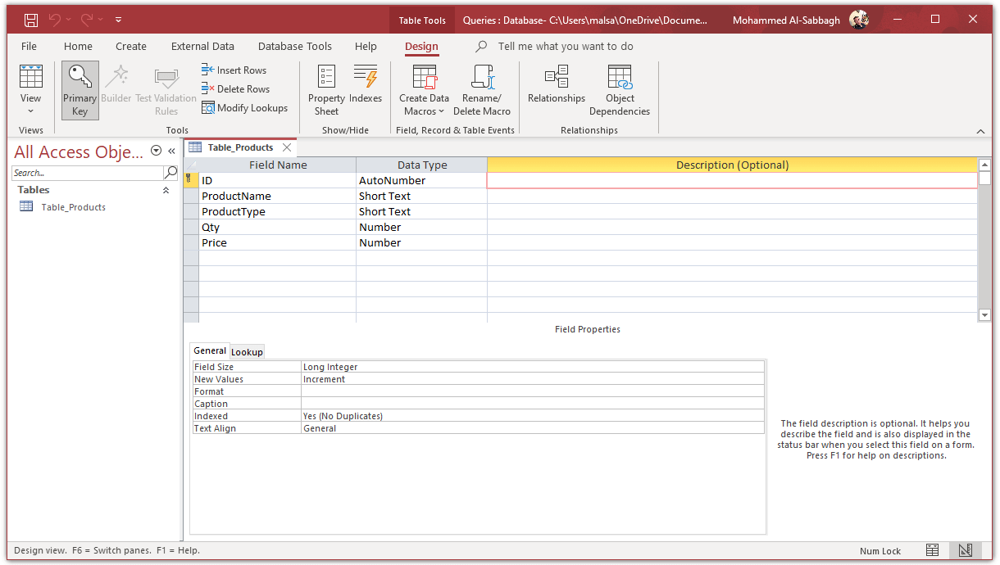 Table Tools
Queries : Database- C:\Users\malsa\OneDrive\Docume...
Mohammed Al-Sabbagh
File Home Create External Data Database Tools Help Design Tell me what you want to do
View
Primary Key
Builder
Test Validation Rules
Insert Rows
Delete Rows
Modify Lookups
Property Sheet
Indexes
Create Data Macros
Rename/ Delete Macro
Relationships
Object Dependencies
Views
Tools
Show/Hide
Field, Record & Table Events
Relationships
All Access Obje...
Search...
Tables
Table_Products
Table_Products
Field Name Data Type Description (Optional)
ID AutoNumber
ProductName Short Text
ProductType Short Text
Qty Number
Price Number
Field Properties
General Lookup
Field Size Long Integer
New Values Increment
Format
Caption
Indexed Yes (No Duplicates)
Text Align General
The field description is optional. It helps you
describe the field and is also displayed in the
status bar when you select this field on a form.
Press F1 for help on descriptions.
Design view. F6 = Switch panes. F1 = Help.
Num Lock